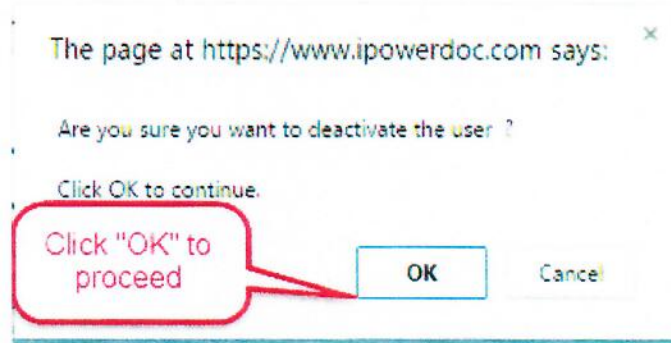 The page at https://www.ipowerdoc.com says:
Are you sure you want to deactivate the user ?
Click OK to continue.
Click "OK" to
proceed
OK
Cancel